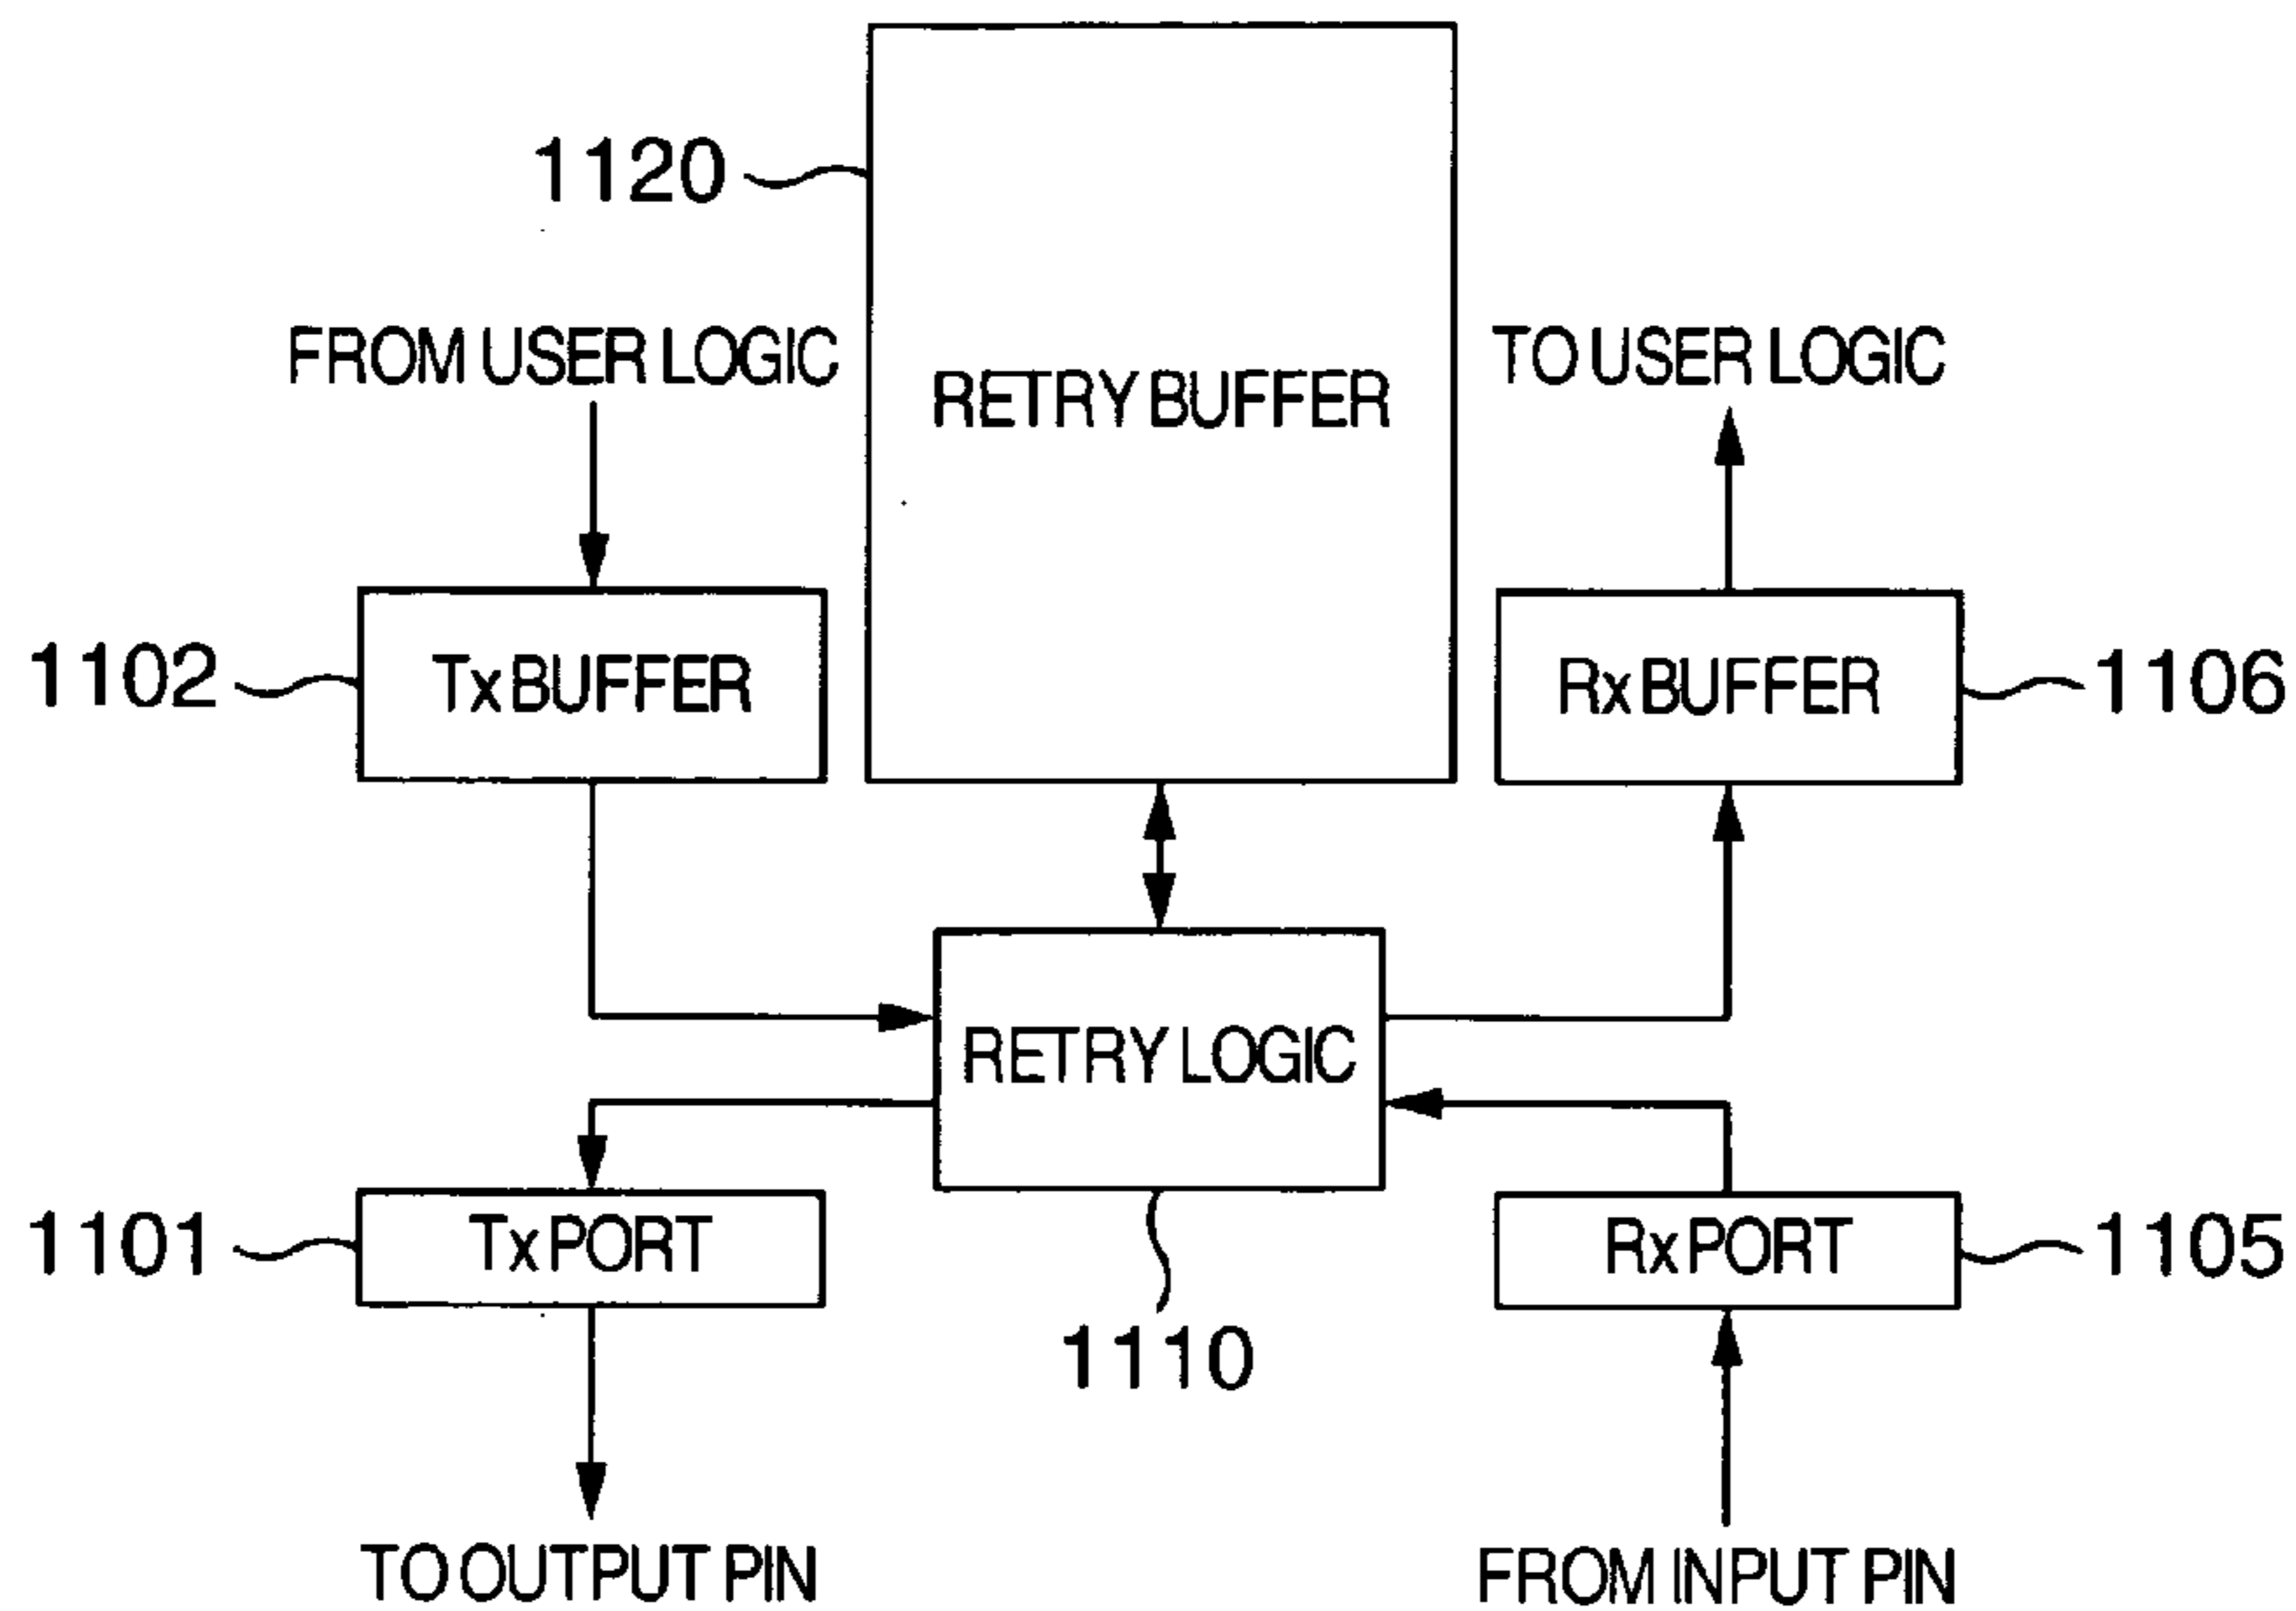 1120
FROM USER LOGIC
RETRY BUFFER
TO USER LOGIC
1102
Tx BUFFER
Rx BUFFER
1106
RETRY LOGIC
1101
Tx PORT
Rx PORT
1105
1110
TO OUTPUT PIN
FROM INPUT PIN